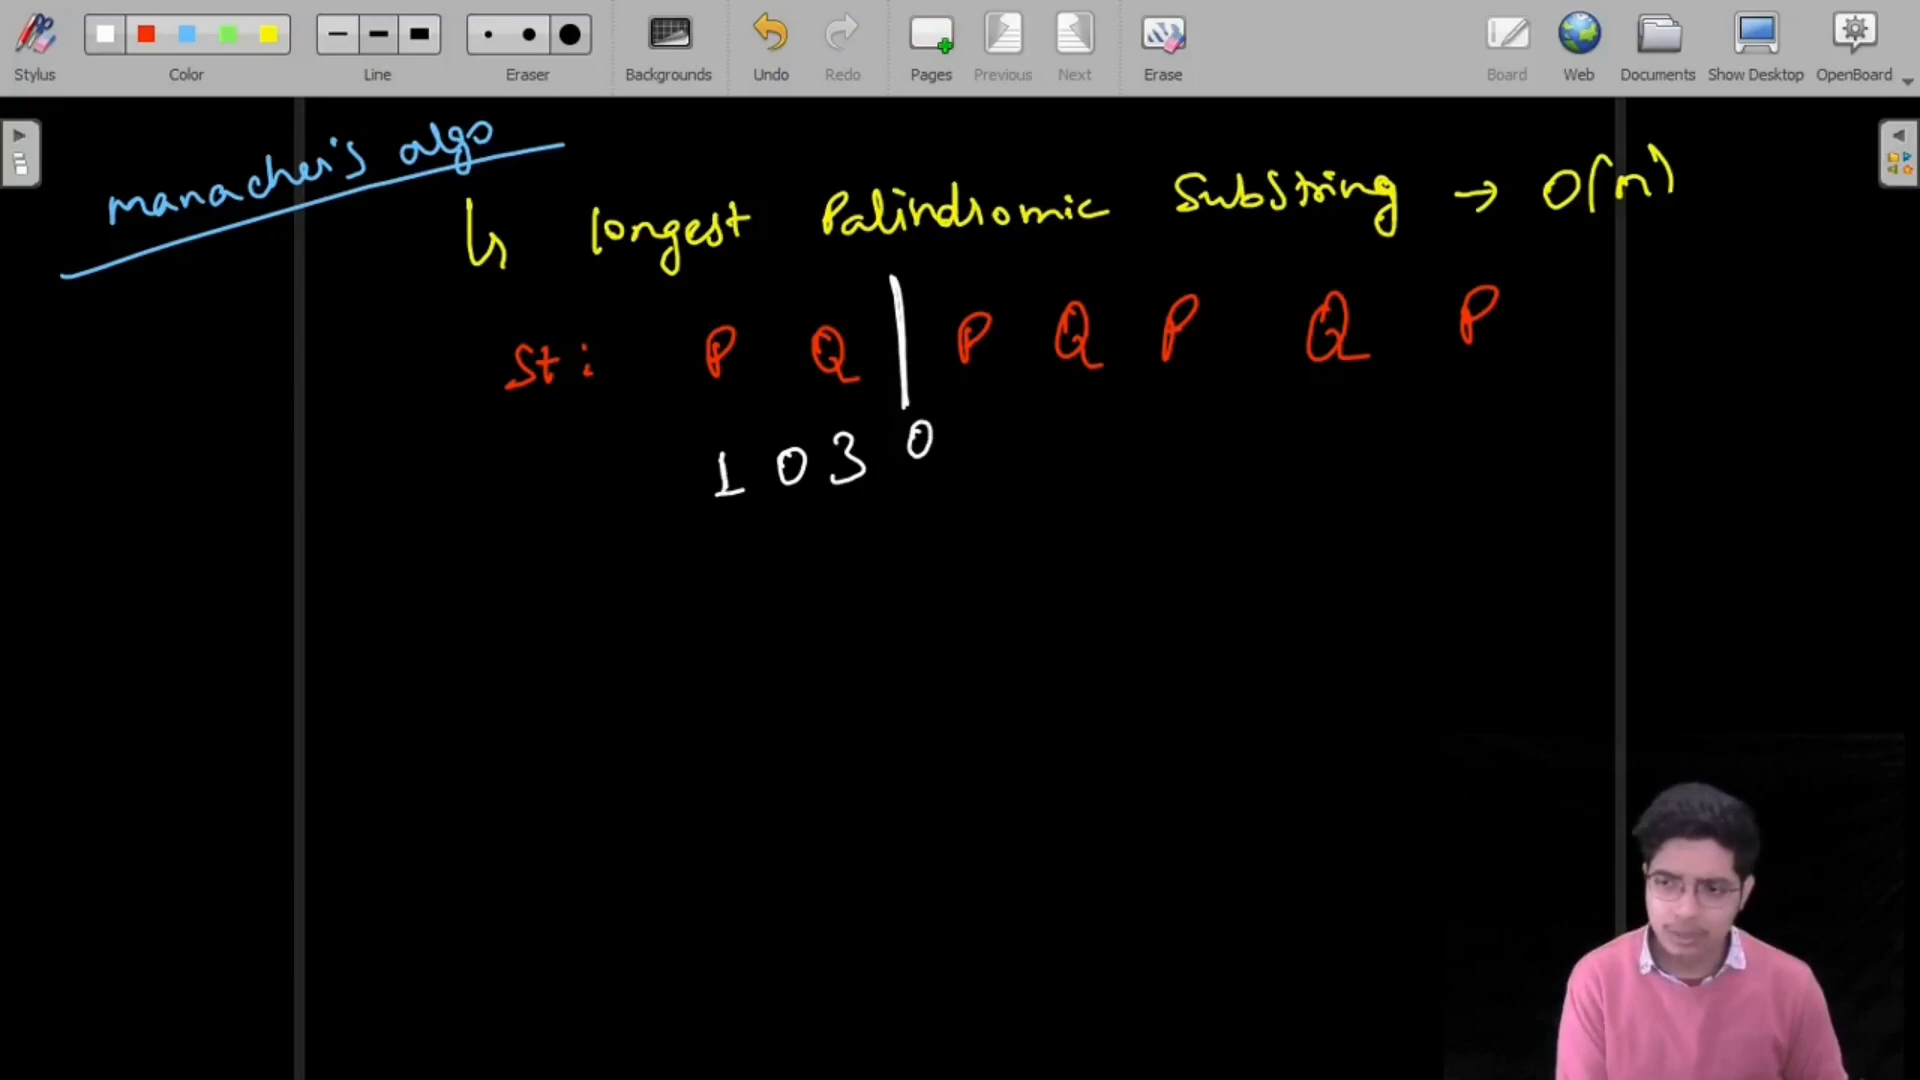 Stylus Color Line Eraser Backgrounds Undo Redo Pages Previous Next Erase Board Web Documents Show Desktop OpenBoard
manacher's algo
↳ longest Palindromic Substring → O(n)
St: P Q | P Q P Q P
1 0 3 0